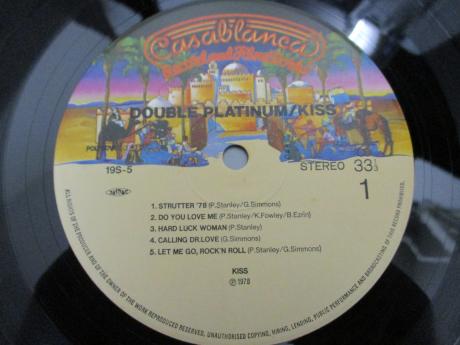 Casablanca
Record and FilmWorks
DOUBLE PLATINUM/KISS
19S-5
STEREO 33⅓
1
1. STRUTTER '78 (P.Stanley/G.Simmons)
2. DO YOU LOVE ME (P.Stanley/K.Fowley/B.Ezrin)
3. HARD LUCK WOMAN (P.Stanley)
4. CALLING DR.LOVE (G.Simmons)
5. LET ME GO, ROCK'N ROLL (P.Stanley/G.Simmons)
KISS
Ⓟ1978
ALL RIGHTS OF THE PRODUCER AND OF THE OWNER OF THE WORK REPRODUCED RESERVED. UNAUTHORISED COPYING, HIRING, LENDING, PUBLIC PERFORMANCE AND BROADCASTING OF THIS RECORD PROHIBITED.